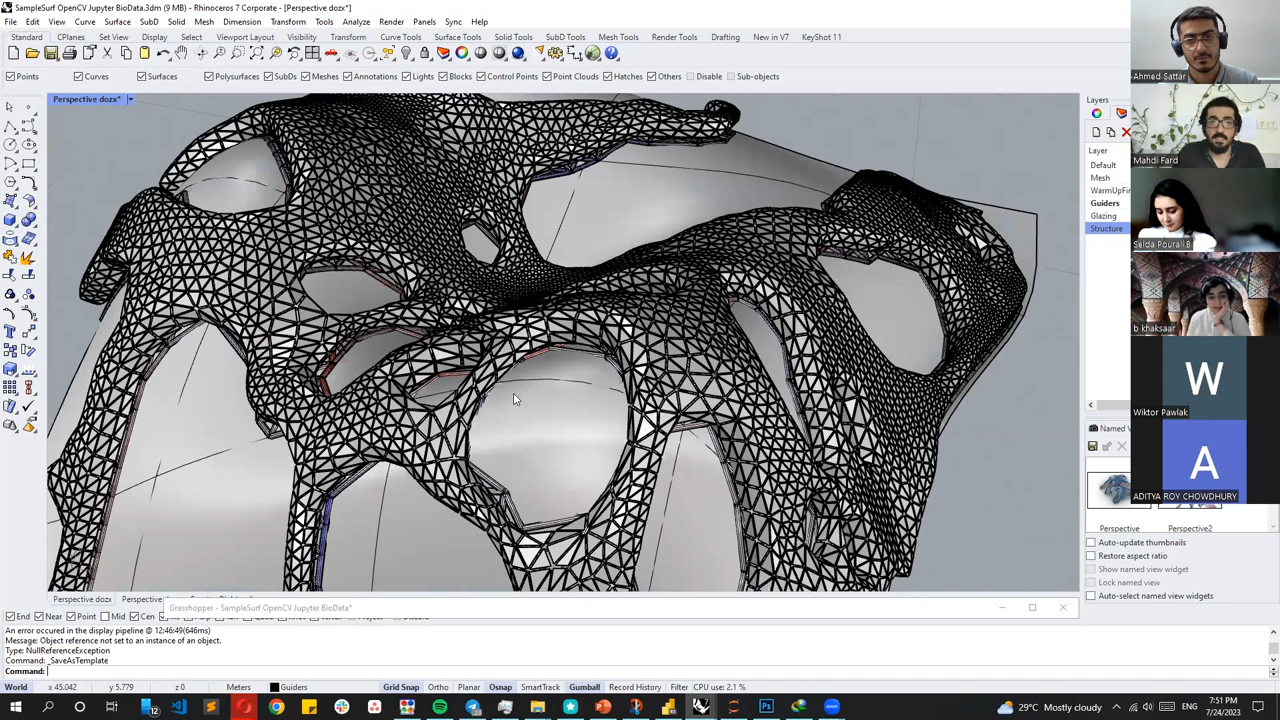 SampleSurf OpenCV Jupyter BioData.3dm (9 MB) - Rhinoceros 7 Corporate - [Perspective dozx*]
File Edit View Curve Surface SubD Solid Mesh Dimension Transform Tools Analyze Render Panels Sync Help
Standard CPlanes Set View Display Select Viewport Layout Visibility Transform Curve Tools Surface Tools Solid Tools SubD Tools Mesh Tools Render Tools Drafting New in V7 KeyShot 11
Points Curves Surfaces Polysurfaces SubDs Meshes Annotations Lights Blocks Control Points Point Clouds Hatches Others Disable Sub-objects
Perspective dozx*
Ahmed Sattar
Mahdi Fard
Selda Pourali B
b khaksaar
W
Wiktor Pawlak
A
ADITYA ROY CHOWDHURY
Layers
Layer
Default
Mesh
WarmUpFi
Guiders
Glazing
Structure
Named V
Perspective Perspective2
Auto-update thumbnails
Restore aspect ratio
Show named view widget
Lock named view
Auto-select named view widgets
Perspective dozx
Grasshopper - SampleSurf OpenCV Jupyter BioData*
End Near Point Mid Cen
An error occured in the display pipeline @ 12:46:49(646ms)
Message: Object reference not set to an instance of an object.
Type: NullReferenceException
Command: _SaveAsTemplate
Command:
World x 45.042 y 5.779 z 0 Meters Guiders Grid Snap Ortho Planar Osnap SmartTrack Gumball Record History Filter CPU use: 2.1 %
12
29°C Mostly cloudy
7:51 PM
7/24/2023